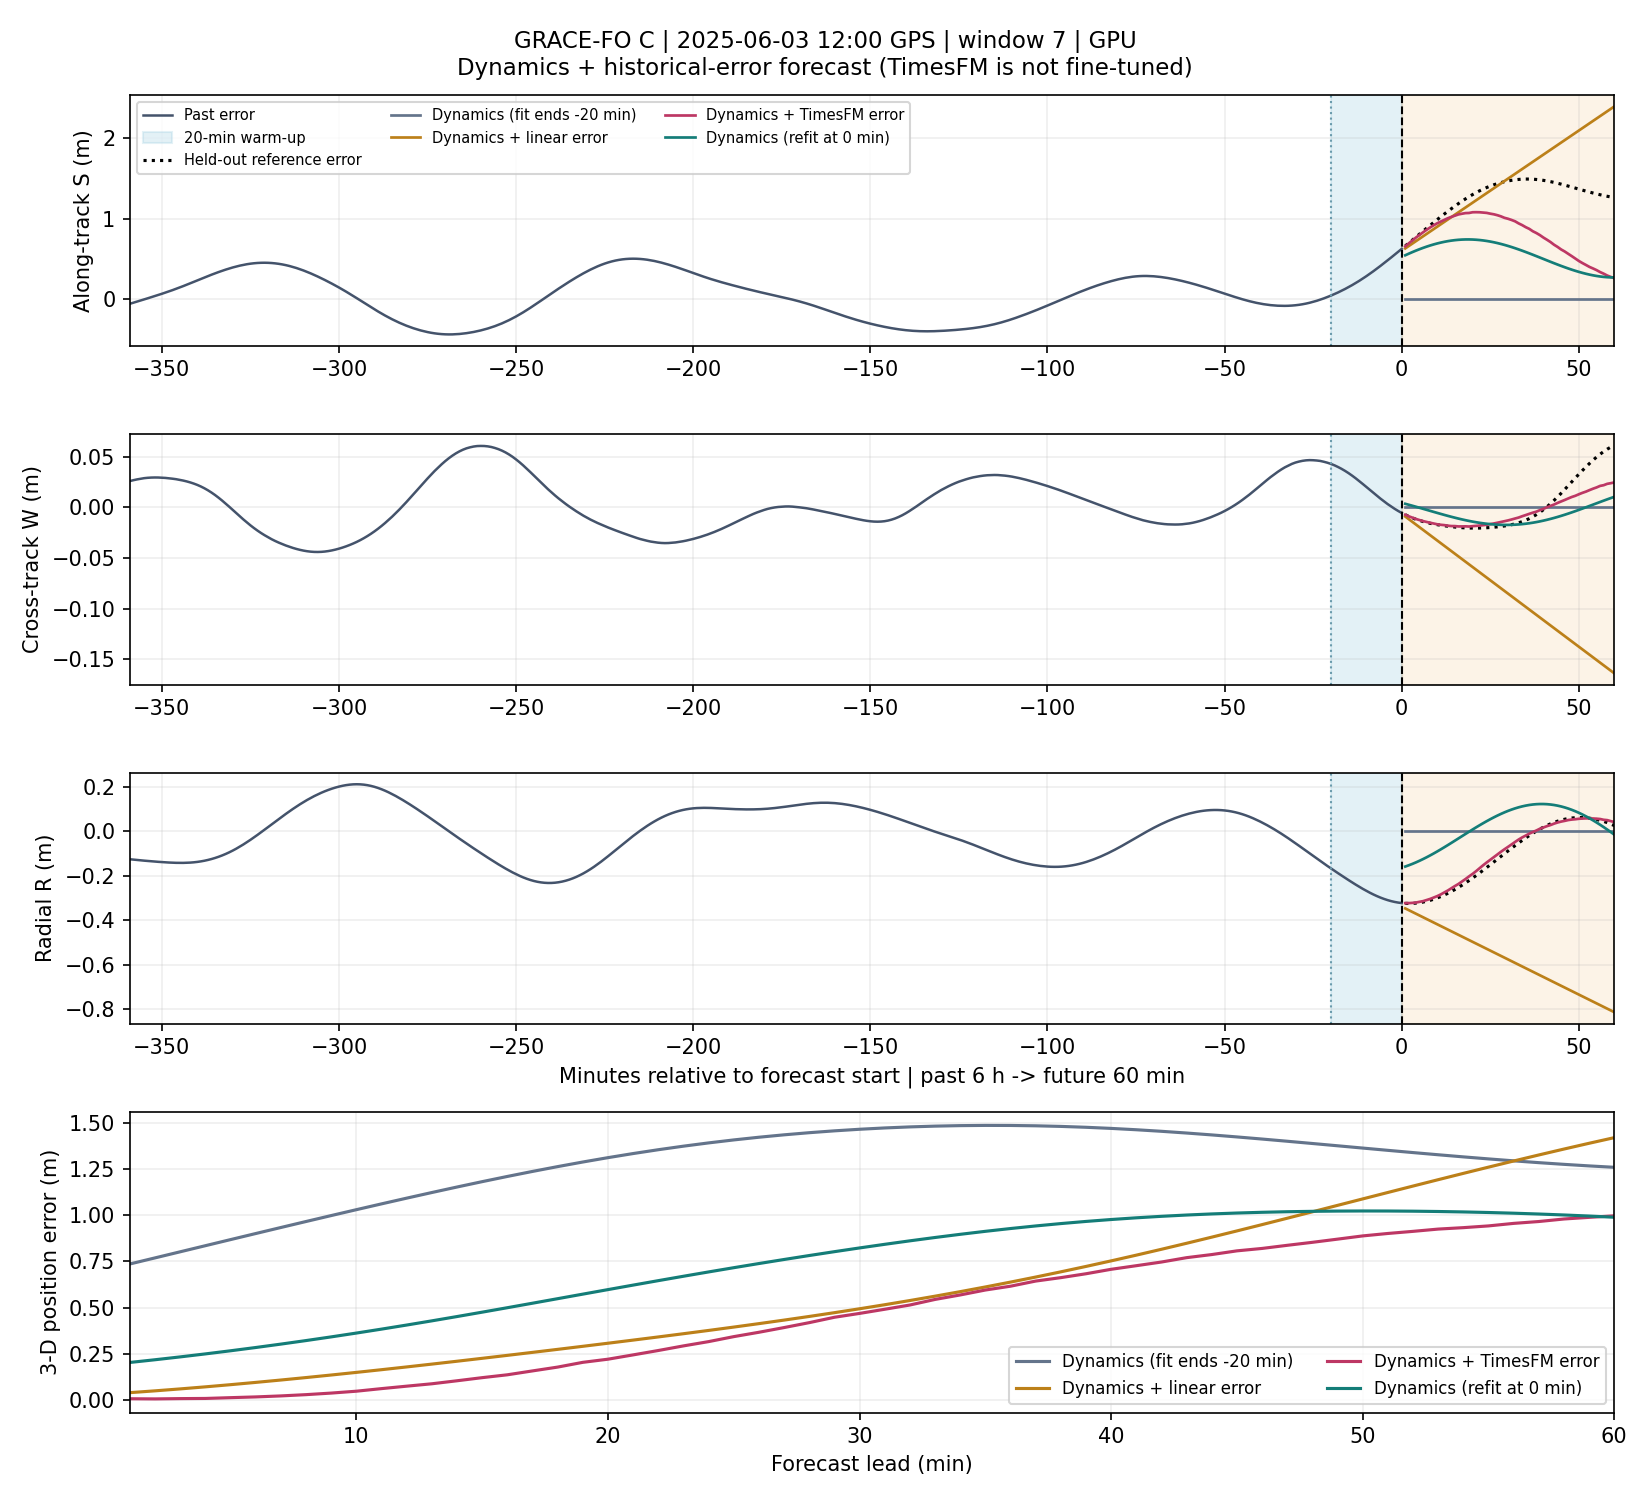 GRACE-FO C | 2025-06-03 12:00 GPS | window 7 | GPU
Dynamics + historical-error forecast (TimesFM is not fine-tuned)
Past error
20-min warm-up
Held-out reference error
Dynamics (fit ends -20 min)
Dynamics + linear error
Dynamics + TimesFM error
Dynamics (refit at 0 min)
Along-track S (m)
2
1
0
−350 −300 −250 −200 −150 −100 −50 0 50
Cross-track W (m)
0.05
0.00
−0.05
−0.10
−0.15
−350 −300 −250 −200 −150 −100 −50 0 50
Radial R (m)
0.2
0.0
−0.2
−0.4
−0.6
−0.8
−350 −300 −250 −200 −150 −100 −50 0 50
Minutes relative to forecast start | past 6 h -> future 60 min
3-D position error (m)
1.50
1.25
1.00
0.75
0.50
0.25
0.00
Dynamics (fit ends -20 min)
Dynamics + linear error
Dynamics + TimesFM error
Dynamics (refit at 0 min)
10 20 30 40 50 60
Forecast lead (min)